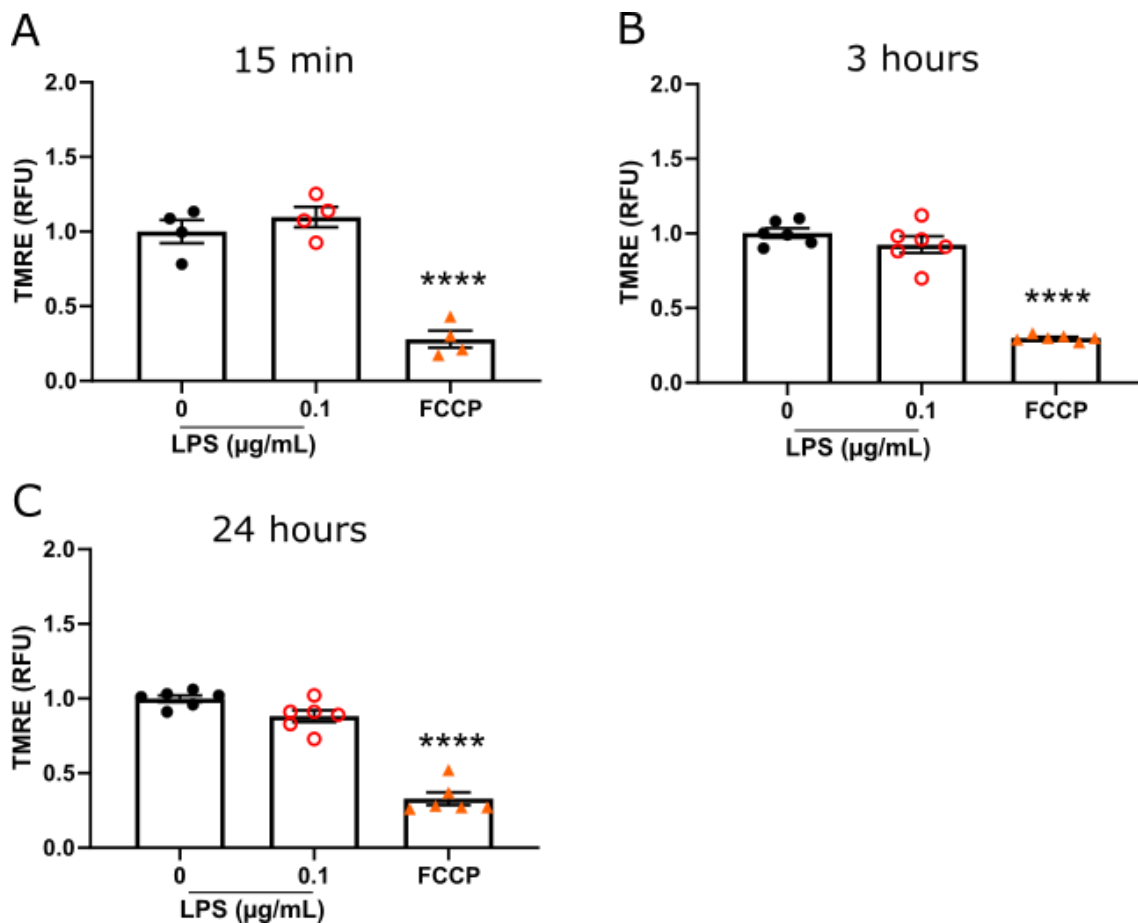 A
15 min
2.0
1.5
1.0
0.5
0.0
TMRE (RFU)
****
0 0.1 FCCP
LPS (µg/mL)
B
3 hours
2.0
1.5
1.0
0.5
0.0
TMRE (RFU)
****
0 0.1 FCCP
LPS (µg/mL)
C
24 hours
2.0
1.5
1.0
0.5
0.0
TMRE (RFU)
****
0 0.1 FCCP
LPS (µg/mL)